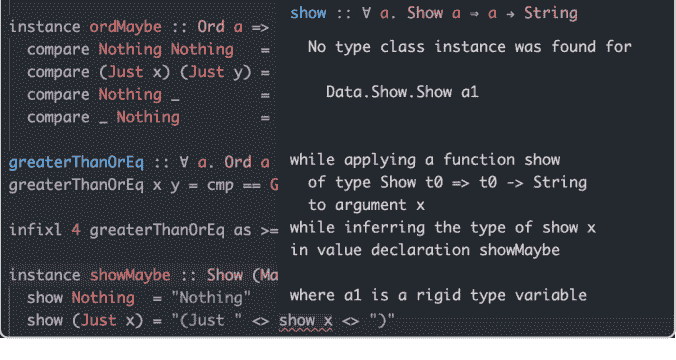 instance ordMaybe :: Ord a =>
compare Nothing Nothing =
compare (Just x) (Just y) =
compare Nothing _ =
compare _ Nothing =
greaterThanOrEq :: ∀ a. Ord a
greaterThanOrEq x y = cmp == G
infixl 4 greaterThanOrEq as >=
instance showMaybe :: Show (Ma
show Nothing = "Nothing"
show (Just x) = "(Just " <> show x <> ")"
show :: ∀ a. Show a ⇒ a → String
No type class instance was found for
Data.Show.Show a1
while applying a function show
of type Show t0 => t0 -> String
to argument x
while inferring the type of show x
in value declaration showMaybe
where a1 is a rigid type variable